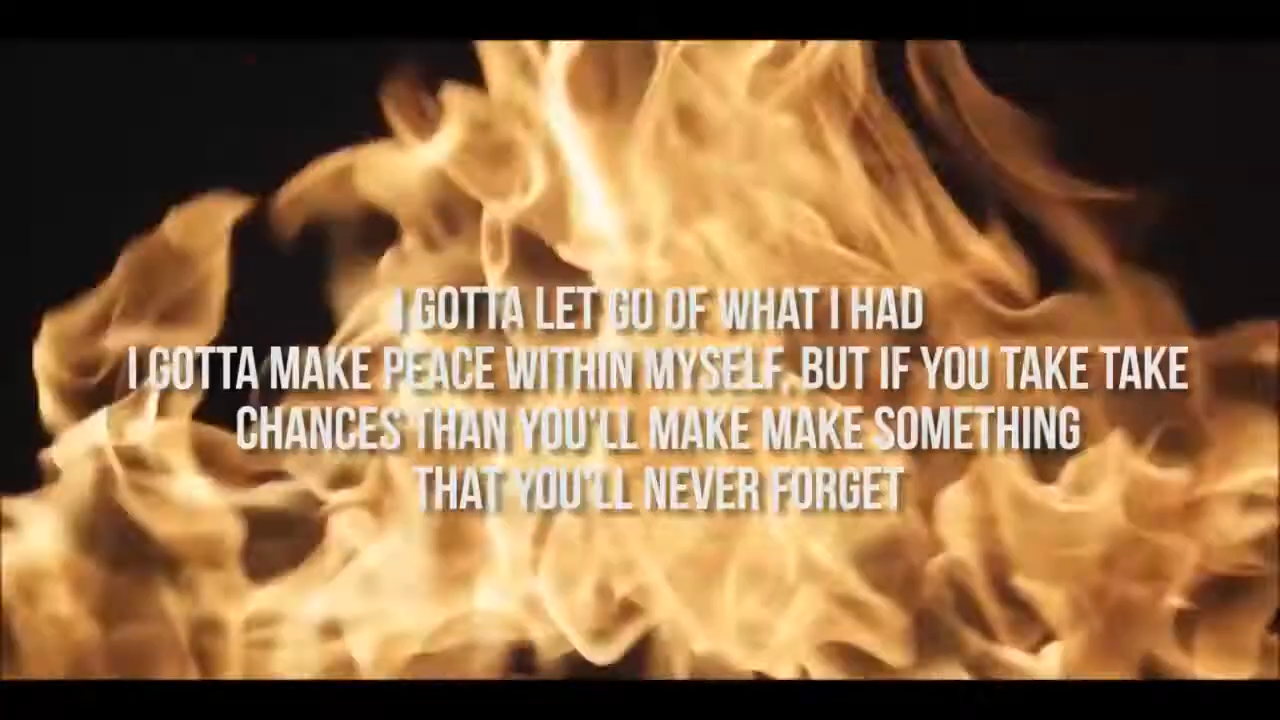 I GOTTA LET GO OF WHAT I HAD
I GOTTA MAKE PEACE WITHIN MYSELF, BUT IF YOU TAKE TAKE
CHANCES THAN YOU'LL MAKE MAKE SOMETHING
THAT YOU'LL NEVER FORGET